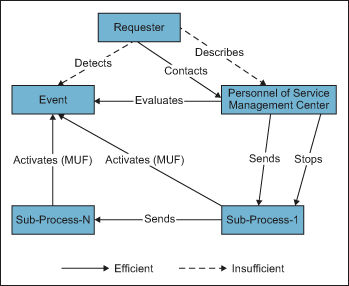 Requester
Describes
Detects
Contacts
Event
Evaluates
Personnel of Service
Management Center
Activates (MUF)
Activates (MUF)
Sends
Stops
Sub-Process-N
Sends
Sub-Process-1
Efficient
Insufficient